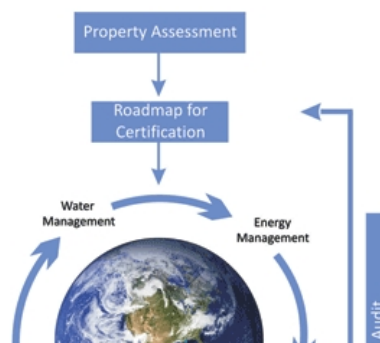 Property Assessment
Roadmap for
Certification
Water
Management
Energy
Management
Audit